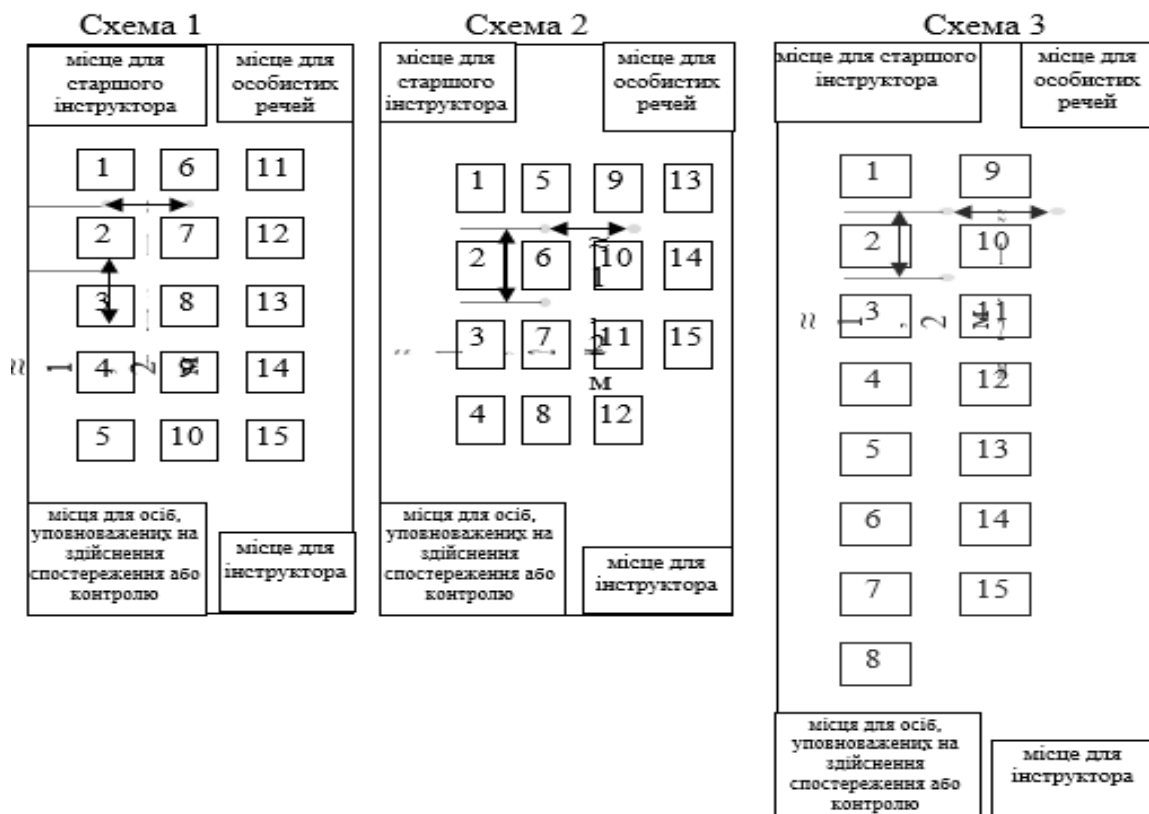 Схема 1
місце для
старшого
інструктора
місце для
особистих
речей
1 6 11
2 7 12
3 8 13
4 9 14
5 10 15
≈ 1,2 м
місця для осіб,
уповноважених на
здійснення
спостереження або
контролю
місце для
інструктора
Схема 2
місце для
старшого
інструктора
місце для
особистих
речей
1 5 9 13
2 6 10 14
3 7 11 15
4 8 12
місця для осіб,
уповноважених на
здійснення
спостереження або
контролю
місце для
інструктора
Схема 3
місце для старшого
інструктора
місце для
особистих
речей
1 9
2 10
3 11
4 12
5 13
6 14
7 15
8
≈ 1,2 м
місця для осіб,
уповноважених на
здійснення
спостереження або
контролю
місце для
інструктора